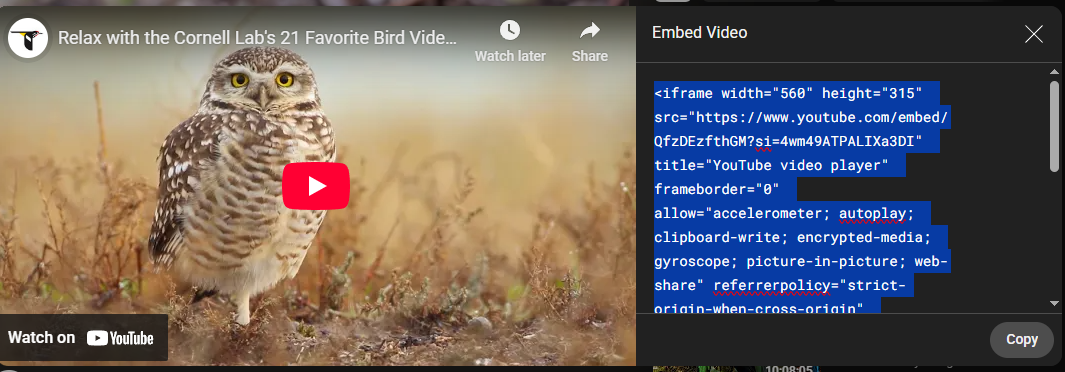 Relax with the Cornell Lab's 21 Favorite Bird Vide...
Watch later
Share
Watch on YouTube
Embed Video
<iframe width="560" height="315"
src="https://www.youtube.com/embed/
QfzDEzfthGM?si=4wm49ATPALIXa3DI"
title="YouTube video player"
frameborder="0"
allow="accelerometer; autoplay;
clipboard-write; encrypted-media;
gyroscope; picture-in-picture; web-
share" referrerpolicy="strict-
origin-when-cross-origin"
Copy
10:08:05